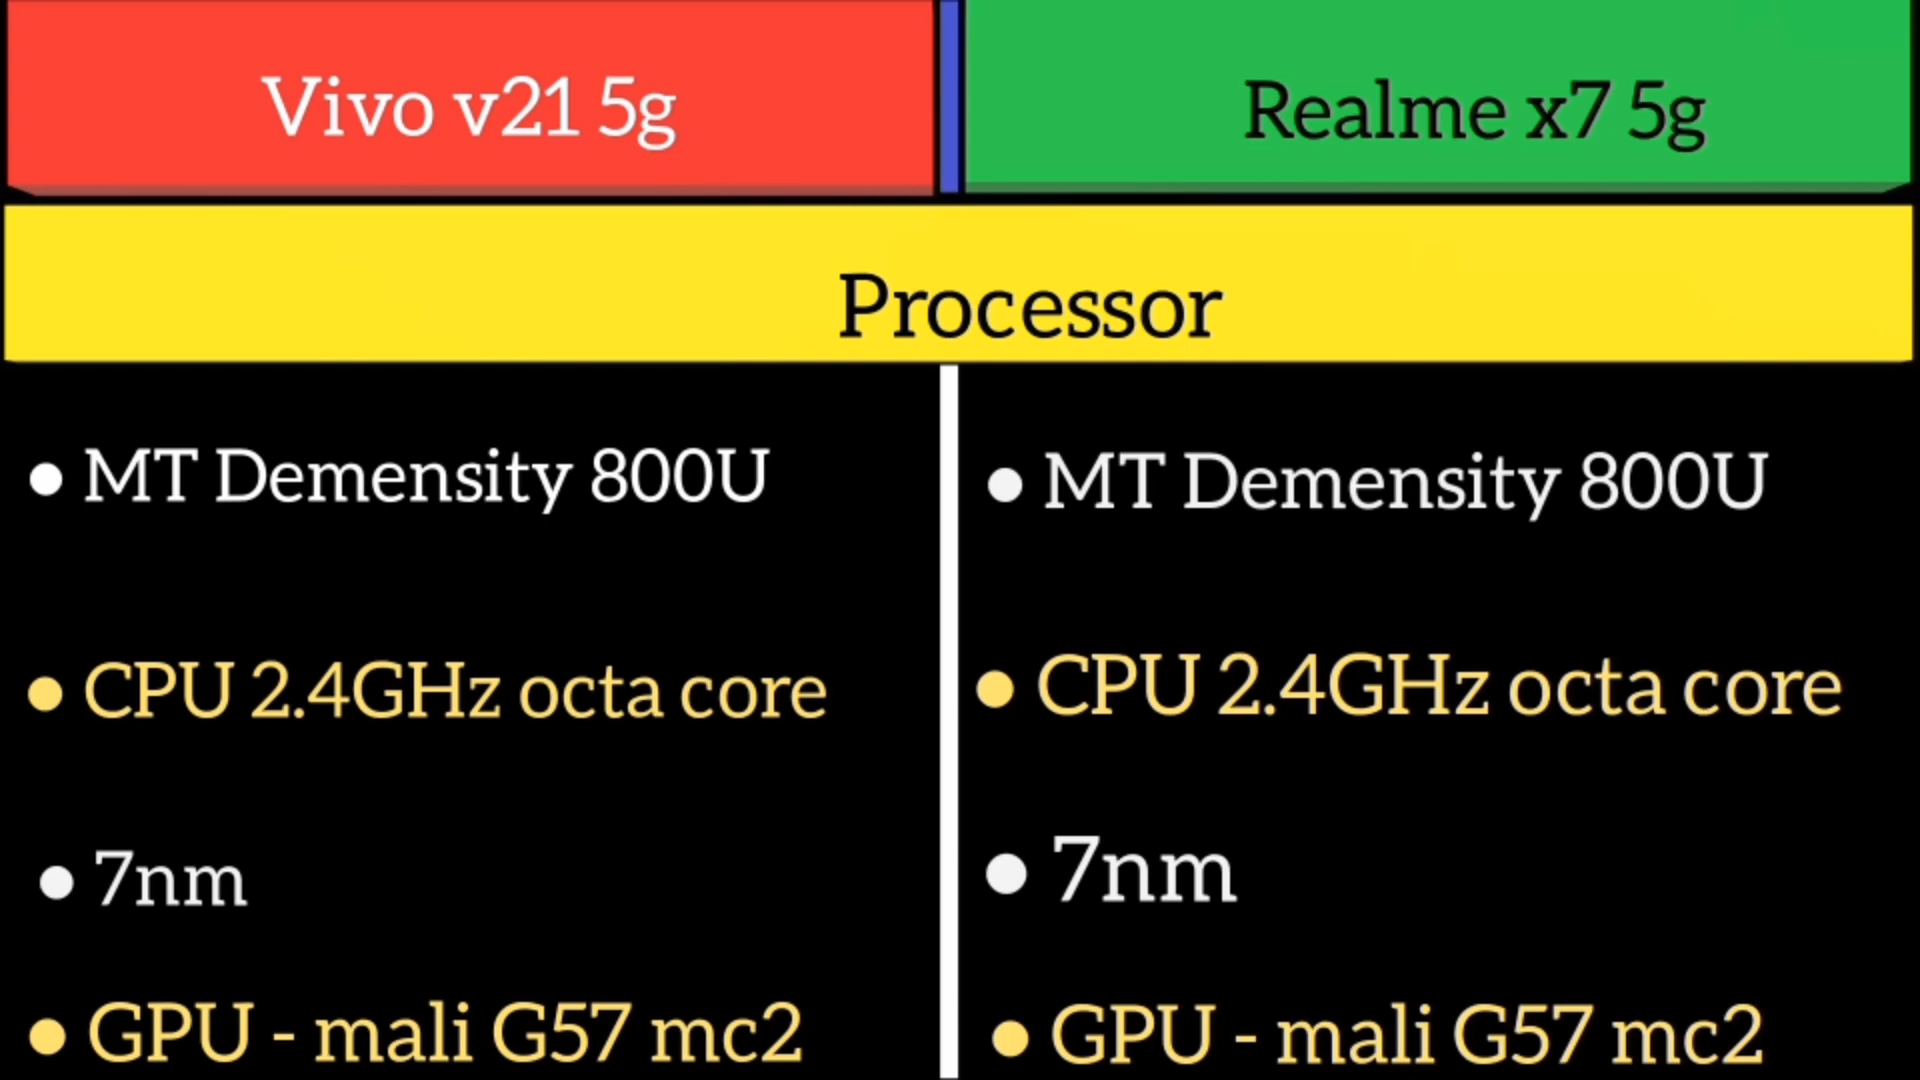 Vivo v21 5g
Realme x7 5g
Processor
• MT Demensity 800U
• MT Demensity 800U
• CPU 2.4GHz octa core
• CPU 2.4GHz octa core
• 7nm
• 7nm
• GPU - mali G57 mc2
• GPU - mali G57 mc2